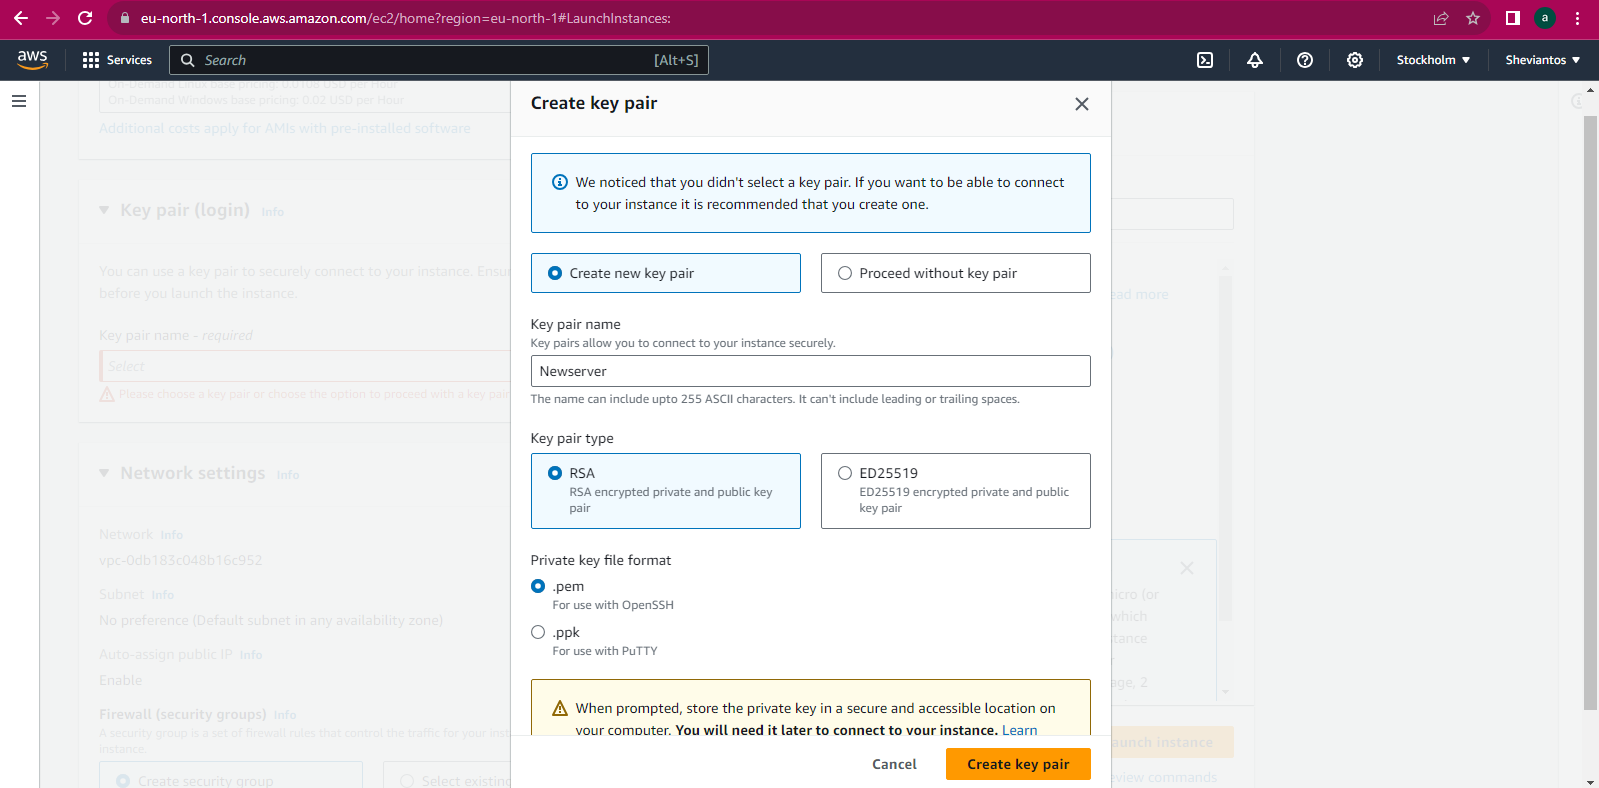 eu-north-1.console.aws.amazon.com/ec2/home?region=eu-north-1#LaunchInstances:
a
aws
Services
Search
[Alt+S]
Stockholm
Sheviantos
On-Demand Linux base pricing: 0.0108 USD per Hour
On-Demand Windows base pricing: 0.02 USD per Hour
Additional costs apply for AMIs with pre-installed software
Key pair (login) Info
You can use a key pair to securely connect to your instance. Ensu
before you launch the instance.
Key pair name - required
Select
Please choose a key pair or choose the option to proceed with a key pair
Network settings Info
Network Info
vpc-0db183c048b16c952
Subnet Info
No preference (Default subnet in any availability zone)
Auto-assign public IP Info
Enable
Firewall (security groups) Info
A security group is a set of firewall rules that control the traffic for your inst
instance.
Create security group
Select existing
Create key pair
We noticed that you didn't select a key pair. If you want to be able to connect
to your instance it is recommended that you create one.
Create new key pair
Proceed without key pair
Key pair name
Key pairs allow you to connect to your instance securely.
Newserver
The name can include upto 255 ASCII characters. It can't include leading or trailing spaces.
Key pair type
RSA
RSA encrypted private and public key
pair
ED25519
ED25519 encrypted private and public
key pair
Private key file format
.pem
For use with OpenSSH
.ppk
For use with PuTTY
When prompted, store the private key in a secure and accessible location on
your computer. You will need it later to connect to your instance. Learn
Cancel
Create key pair
ead more
icro (or
which
tance
age, 2
aunch instance
eview commands